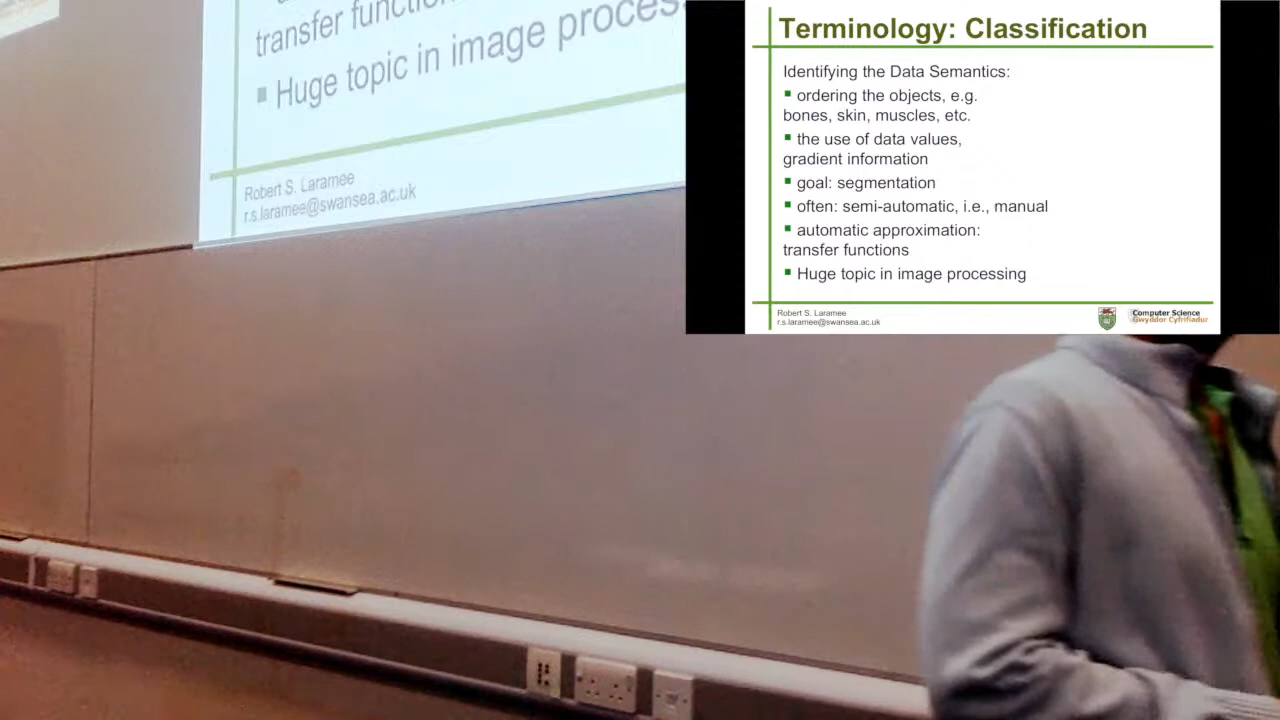 transfer function
Huge topic in image proces
Robert S. Laramee
r.s.laramee@swansea.ac.uk
Terminology: Classification
Identifying the Data Semantics:
ordering the objects, e.g.
bones, skin, muscles, etc.
the use of data values,
gradient information
goal: segmentation
often: semi-automatic, i.e., manual
automatic approximation:
transfer functions
Huge topic in image processing
Robert S. Laramee
r.s.laramee@swansea.ac.uk
Computer Science
Gwyddor Cyfrifiadur